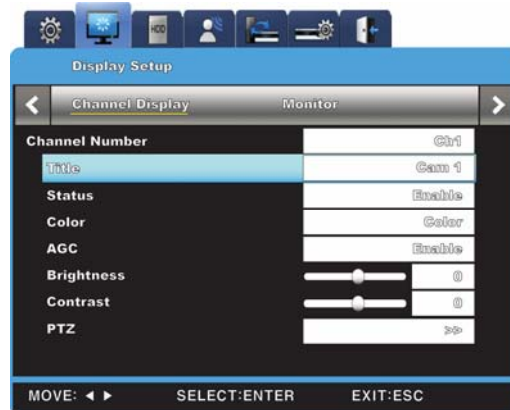 HDD
Display Setup
Channel Display Monitor
Channel Number Ch1
Title Cam 1
Status Enable
Color Color
AGC Enable
Brightness 0
Contrast 0
PTZ >>
MOVE: ◄ ► SELECT:ENTER EXIT:ESC